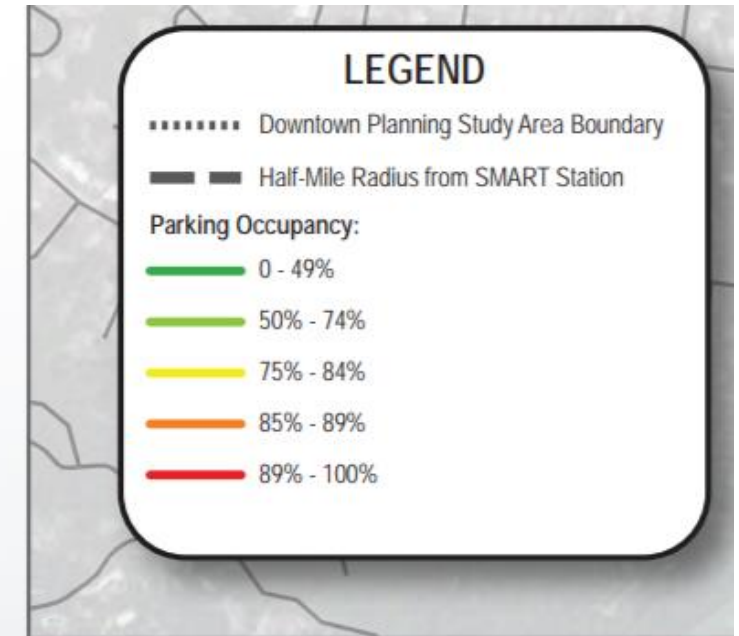 LEGEND
Downtown Planning Study Area Boundary
Half-Mile Radius from SMART Station
Parking Occupancy:
0 - 49%
50% - 74%
75% - 84%
85% - 89%
89% - 100%